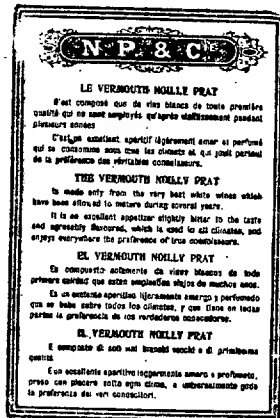 N·P·& C°
LE VERMOUTH NOILLY PRAT
N'est composé que de vins blancs de toute première
qualité qui ne sont employés qu'après vieillissement pendant
plusieurs années
C'est un excellent apéritif légèrement amer et parfumé
qui se consomme sous tous les climats et qui jouit partout
de la préférence des véritables connaisseurs.
THE VERMOUTH NOILLY PRAT
Is made only from the very best white wines which
have been allowed to mature during several years.
It is an excellent appetizer slightly bitter to the taste
and agreeably flavoured, which is used in all climates, and
enjoys everywhere the preference of true connoisseurs.
EL VERMOUTH NOILLY PRAT
Es compuesto solamente de vinos blancos de toda
primera calidad que estan empleados viejos de muchos anos.
Es un excelente aperitivo lijeramente amargo y perfumado
que se bebe sobre todos los climates, y que tiene en todas
partes la preferencia de los verdaderos conocedores.
IL VERMOUTH NOILLY PRAT
È composto di soli vini bianchi vecchi e di primissima
qualità
È un eccellente aperitivo leggermente amaro e profumato,
preso con piacere sotto ogni clima, e universalmente gode
la preferenza dei veri conoscitori.